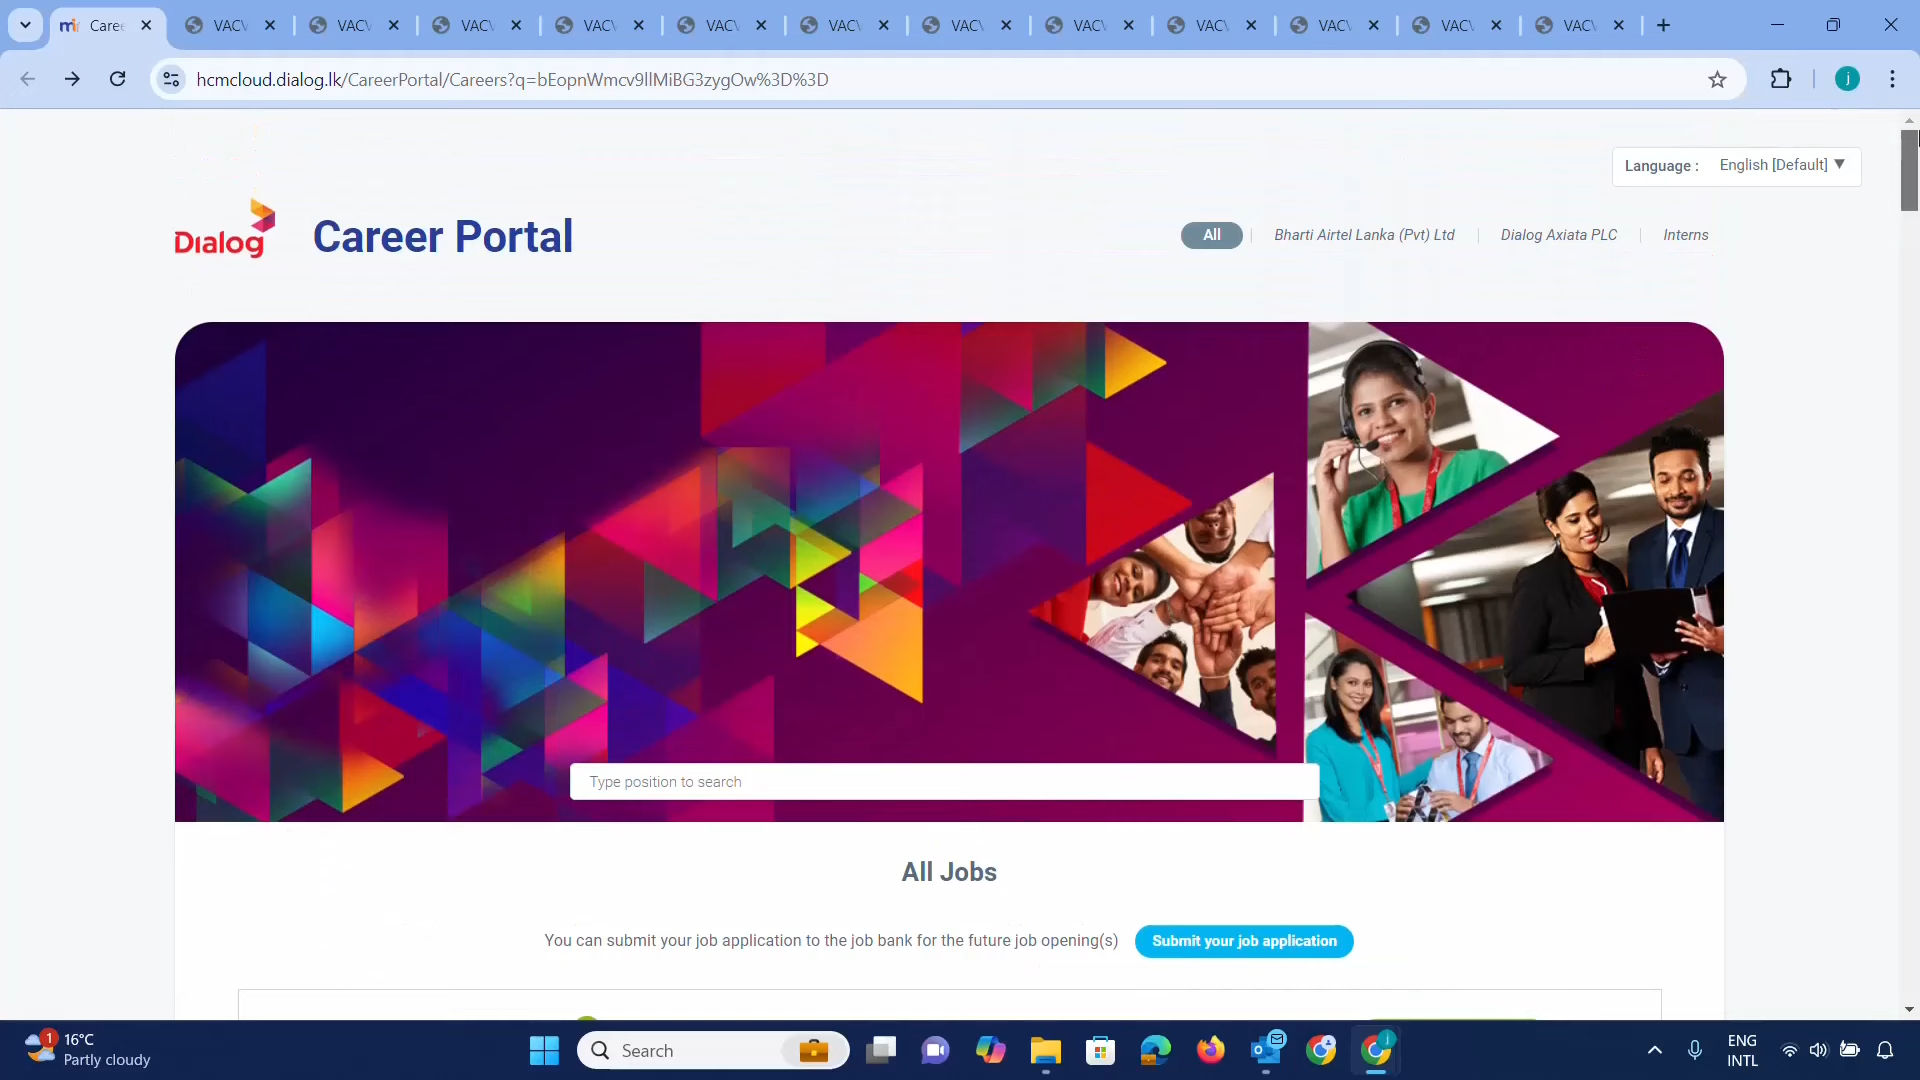 Caree
VACV
VACV
VACV
VACV
VACV
VACV
VACV
VACV
VACV
VACV
VACV
VACV
hcmcloud.dialog.lk/CareerPortal/Careers?q=bEopnWmcv9llMiBG3zygOw%3D%3D
j
Language :
English [Default]
Dialog
Career Portal
All
Bharti Airtel Lanka (Pvt) Ltd
Dialog Axiata PLC
Interns
Type position to search
All Jobs
You can submit your job application to the job bank for the future job opening(s)
Submit your job application
1
16°C
Partly cloudy
Search
j
ENG
INTL